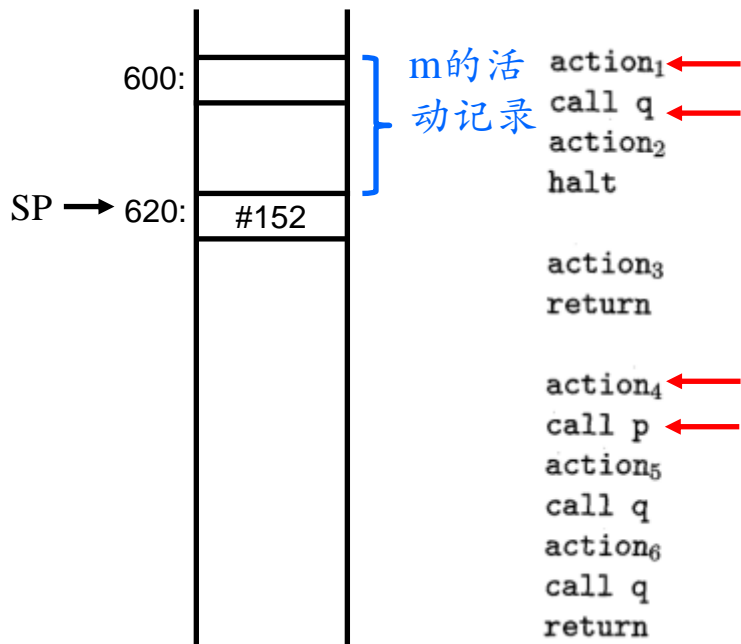 600:
SP
620:
#152
m的活
动记录
action₁
call q
action₂
halt
action₃
return
action₄
call p
action₅
call q
action₆
call q
return